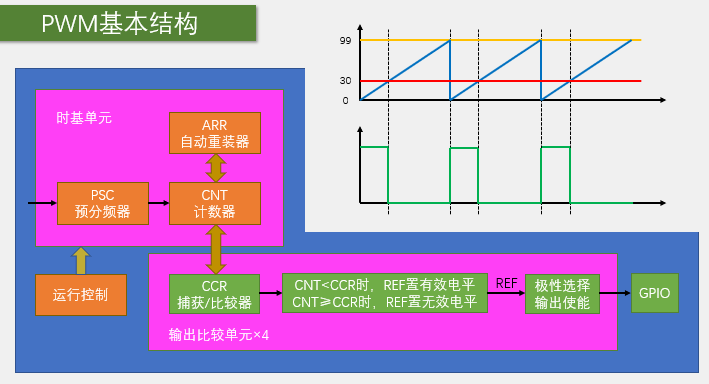 PWM基本结构
99
30
0
时基单元
ARR
自动重装器
PSC
预分频器
CNT
计数器
运行控制
CCR
捕获/比较器
CNT<CCR时，REF置有效电平
CNT≥CCR时，REF置无效电平
REF
极性选择
输出使能
GPIO
输出比较单元×4